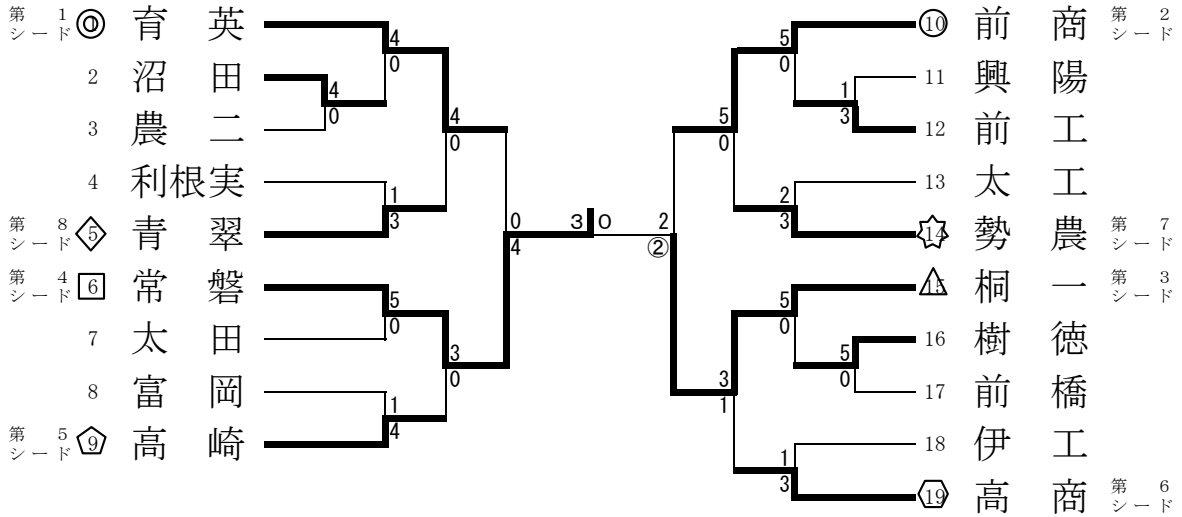 第 1 シード ① 育 英
2 沼 田
3 農 二
4 利根実
第 8 シード 5 青 翠
第 4 シード 6 常 磐
7 太 田
8 富 岡
第 5 シード 9 高 崎
4
0
4
0
4
0
1
3
5
0
1
4
3
0
0
4
3 0
2
②
5
0
5
0
1
3
2
3
5
0
5
0
3
1
1
3
10 前 商 第 2 シード
11 興 陽
12 前 工
13 太 工
14 勢 農 第 7 シード
15 桐 一 第 3 シード
16 樹 徳
17 前 橋
18 伊 工
19 高 商 第 6 シード